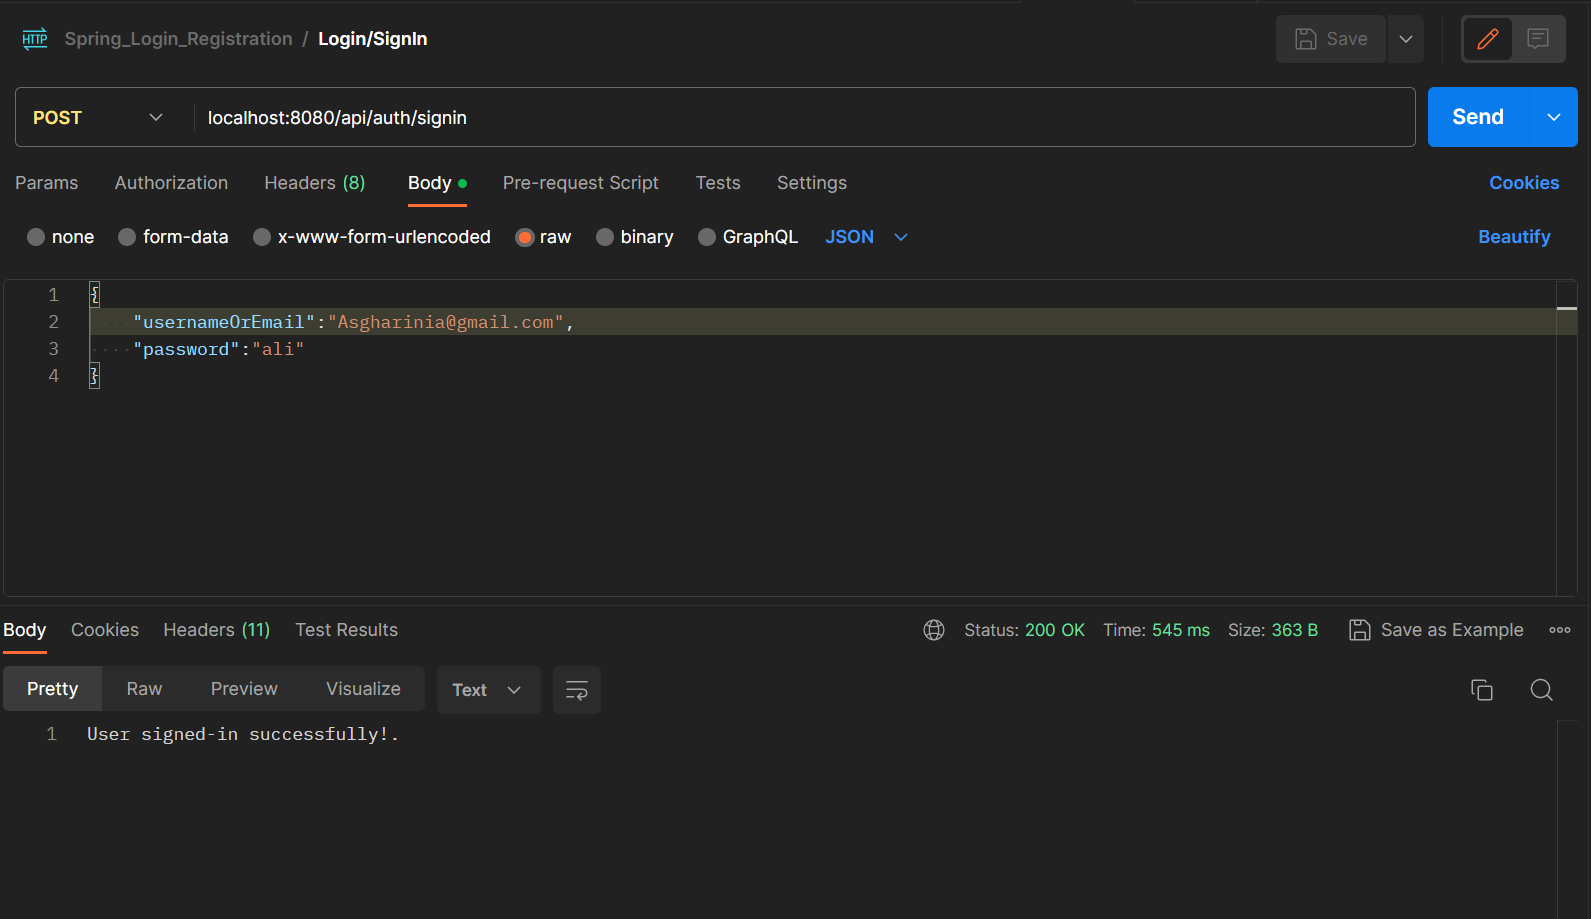 HTTP Spring_Login_Registration / Login/SignIn Save
POST localhost:8080/api/auth/signin Send
Params Authorization Headers (8) Body Pre-request Script Tests Settings Cookies
none form-data x-www-form-urlencoded raw binary GraphQL JSON Beautify
1 {
2 "usernameOrEmail":"Asgharinia@gmail.com",
3 "password":"ali"
4 }
Body Cookies Headers (11) Test Results Status: 200 OK Time: 545 ms Size: 363 B Save as Example
Pretty Raw Preview Visualize Text
1 User signed-in successfully!.